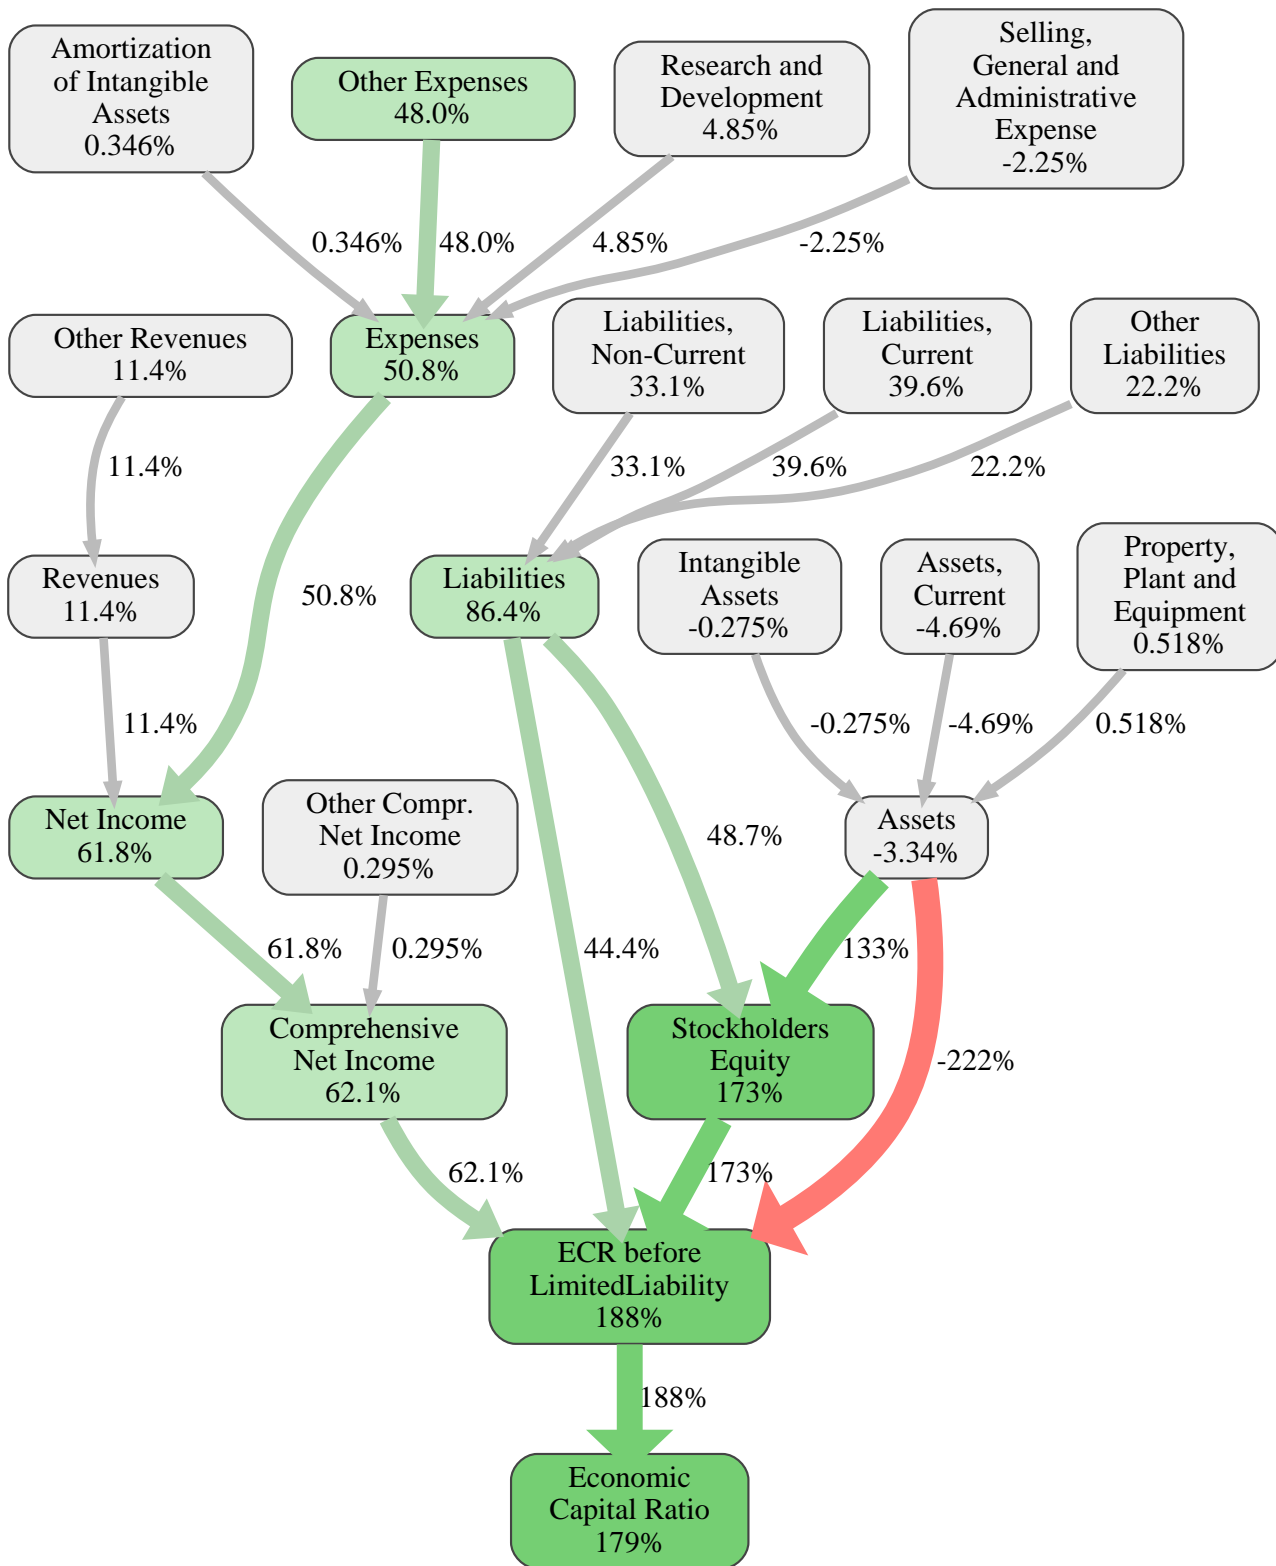 Amortization
of Intangible
Assets
0.346%
Other Expenses
48.0%
Research and
Development
4.85%
Selling,
General and
Administrative
Expense
-2.25%
0.346%
48.0%
4.85%
-2.25%
Other Revenues
11.4%
Expenses
50.8%
Liabilities,
Non-Current
33.1%
Liabilities,
Current
39.6%
Other
Liabilities
22.2%
11.4%
33.1%
39.6%
22.2%
Revenues
11.4%
50.8%
Liabilities
86.4%
Intangible
Assets
-0.275%
Assets,
Current
-4.69%
Property,
Plant and
Equipment
0.518%
11.4%
-0.275%
-4.69%
0.518%
Net Income
61.8%
Other Compr.
Net Income
0.295%
48.7%
Assets
-3.34%
61.8%
0.295%
44.4%
133%
Comprehensive
Net Income
62.1%
Stockholders
Equity
173%
-222%
62.1%
173%
ECR before
LimitedLiability
188%
188%
Economic
Capital Ratio
179%